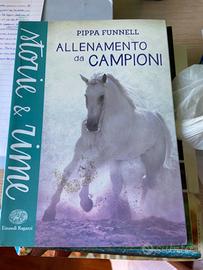 PIPPA FUNNELL
ALLENAMENTO
da CAMPIONI
Storie & Rime
Einaudi Ragazzi